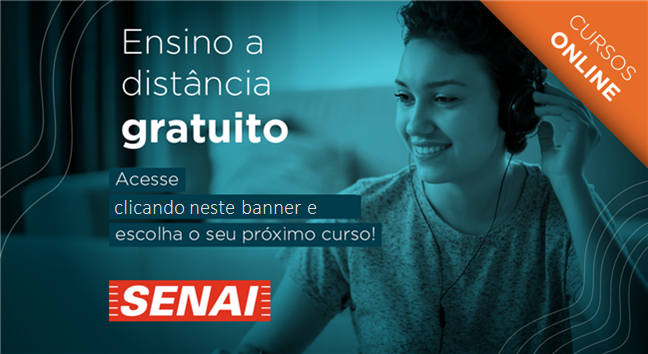 Ensino a
distância
gratuito
CURSOS
ONLINE
Acesse
clicando neste banner e
escolha o seu próximo curso!
SENAI